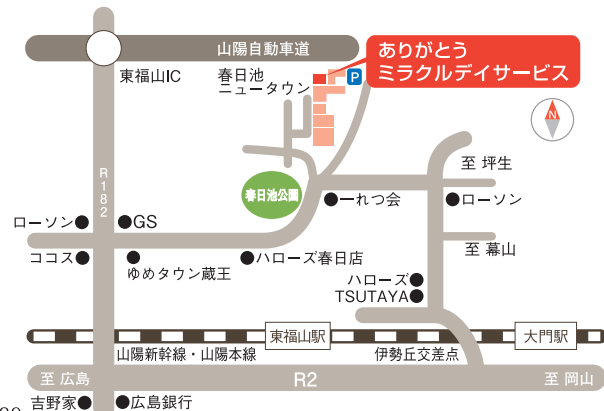 山陽自動車道
ありがとう
ミラクルデイサービス
東福山IC
春日池
ニュータウン
P
N
R182
至 坪生
春日池公園
一れつ会
ローソン
ローソン
GS
ココス
ゆめタウン蔵王
ハローズ春日店
至 幕山
ハローズ
TSUTAYA
東福山駅
大門駅
山陽新幹線・山陽本線
伊勢丘交差点
至 広島
R2
至 岡山
吉野家
広島銀行